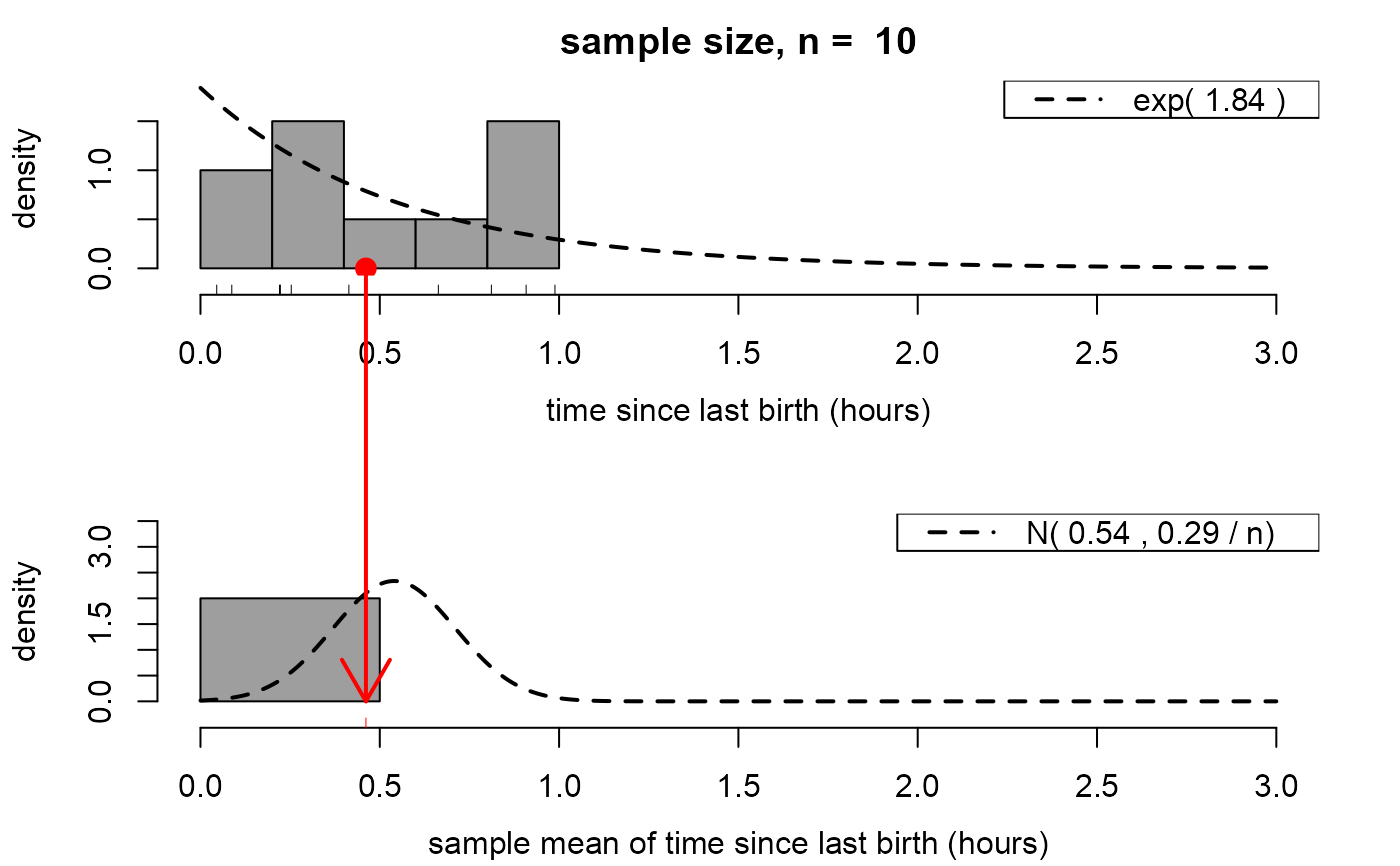 sample size, n =  10
exp( 1.84 )
density
1.0
0.0
0.0 0.5 1.0 1.5 2.0 2.5 3.0
time since last birth (hours)
N( 0.54 , 0.29 / n)
density
3.0
1.5
0.0
0.0 0.5 1.0 1.5 2.0 2.5 3.0
sample mean of time since last birth (hours)